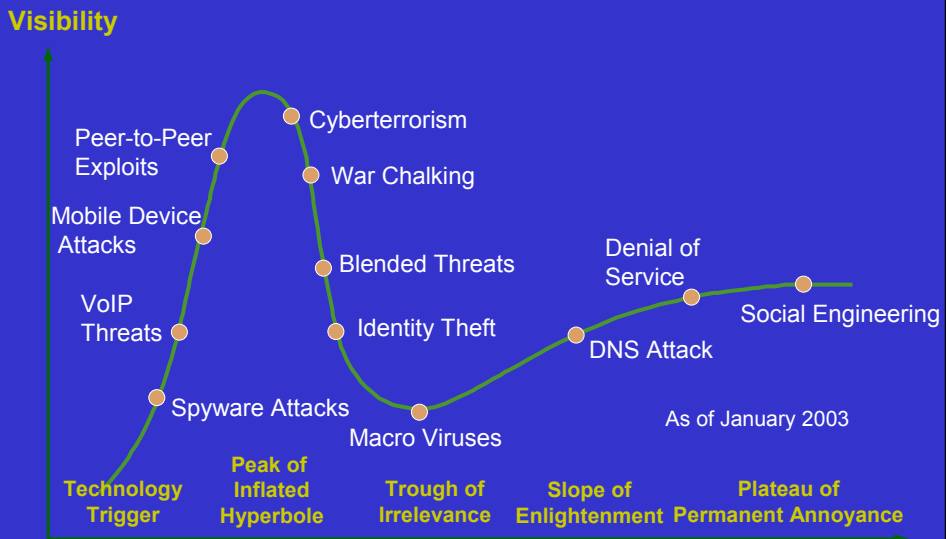 Visibility
Cyberterrorism
Peer-to-Peer
Exploits
War Chalking
Mobile Device
Attacks
Denial of
Service
Blended Threats
VoIP
Threats
Identity Theft
Social Engineering
DNS Attack
Spyware Attacks
Macro Viruses
As of January 2003
Technology
Trigger
Peak of
Inflated
Hyperbole
Trough of
Irrelevance
Slope of
Enlightenment
Plateau of
Permanent Annoyance